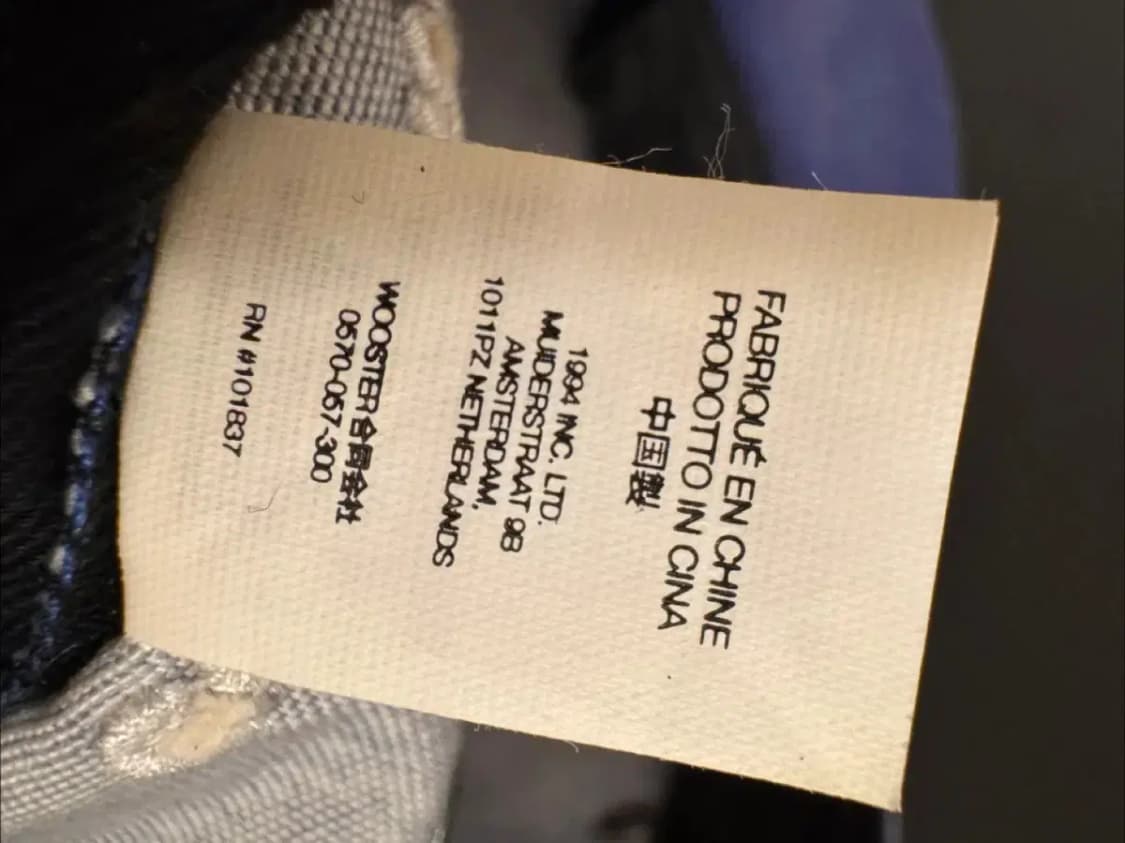 FABRIQUÉ EN CHINE
PRODOTTO IN CINA
中国製
1994 INC. LTD.
MUIDERSTRAAT 9B
AMSTERDAM,
1011PZ NETHERLANDS
WOOSTER合同会社
0570-057-300
RN #101837